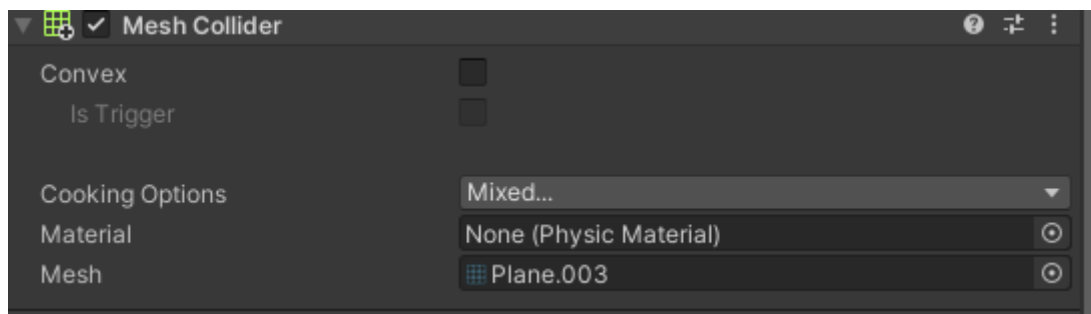 Mesh Collider
Convex
Is Trigger
Cooking Options Mixed...
Material None (Physic Material)
Mesh Plane.003